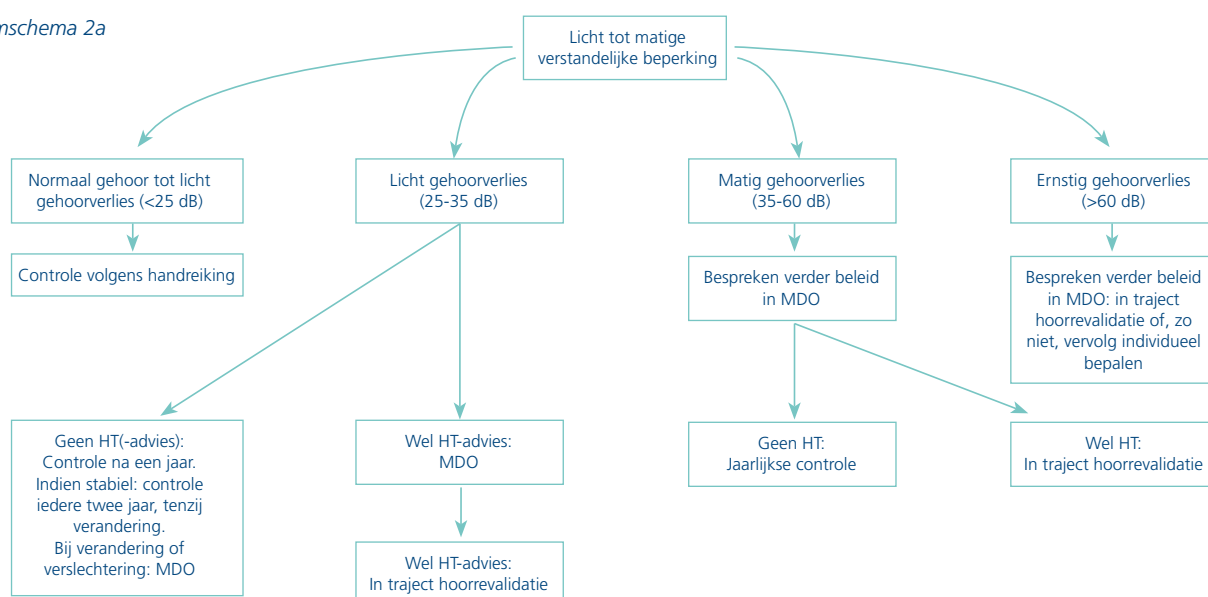 mschema 2a
Licht tot matige
verstandelijke beperking
Normaal gehoor tot licht
gehoorverlies (<25 dB)
Licht gehoorverlies
(25-35 dB)
Matig gehoorverlies
(35-60 dB)
Ernstig gehoorverlies
(>60 dB)
Controle volgens handreiking
Bespreken verder beleid
in MDO
Bespreken verder beleid
in MDO: in traject
hoorrevalidatie of, zo
niet, vervolg individueel
bepalen
Geen HT(-advies):
Controle na een jaar.
Indien stabiel: controle
iedere twee jaar, tenzij
verandering.
Bij verandering of
verslechtering: MDO
Wel HT-advies:
MDO
Geen HT:
Jaarlijkse controle
Wel HT:
In traject hoorrevalidatie
Wel HT-advies:
In traject hoorrevalidatie